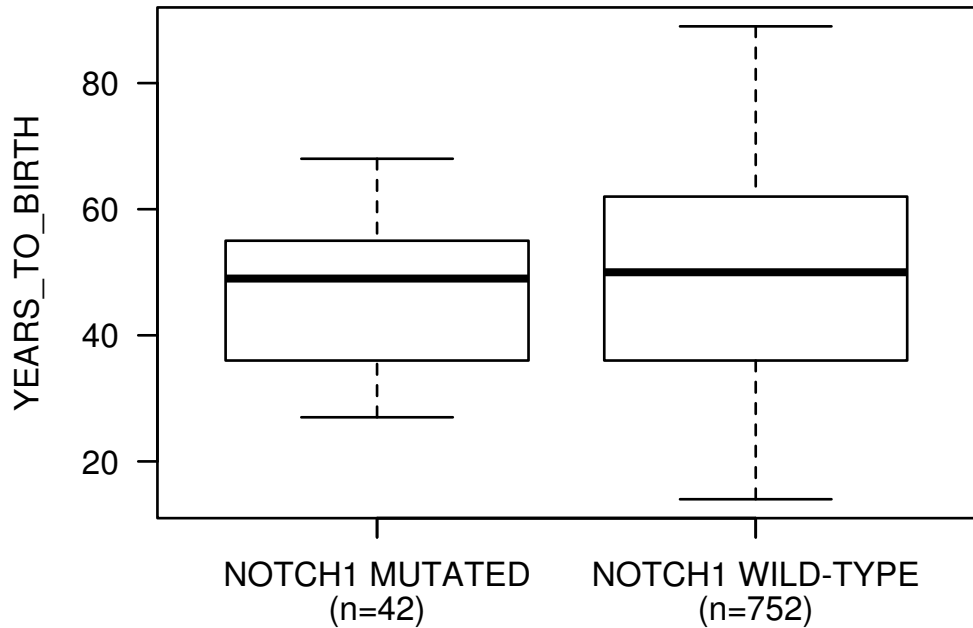 YEARS_TO_BIRTH
80
60
40
20
NOTCH1 MUTATED
(n=42)
NOTCH1 WILD-TYPE
(n=752)